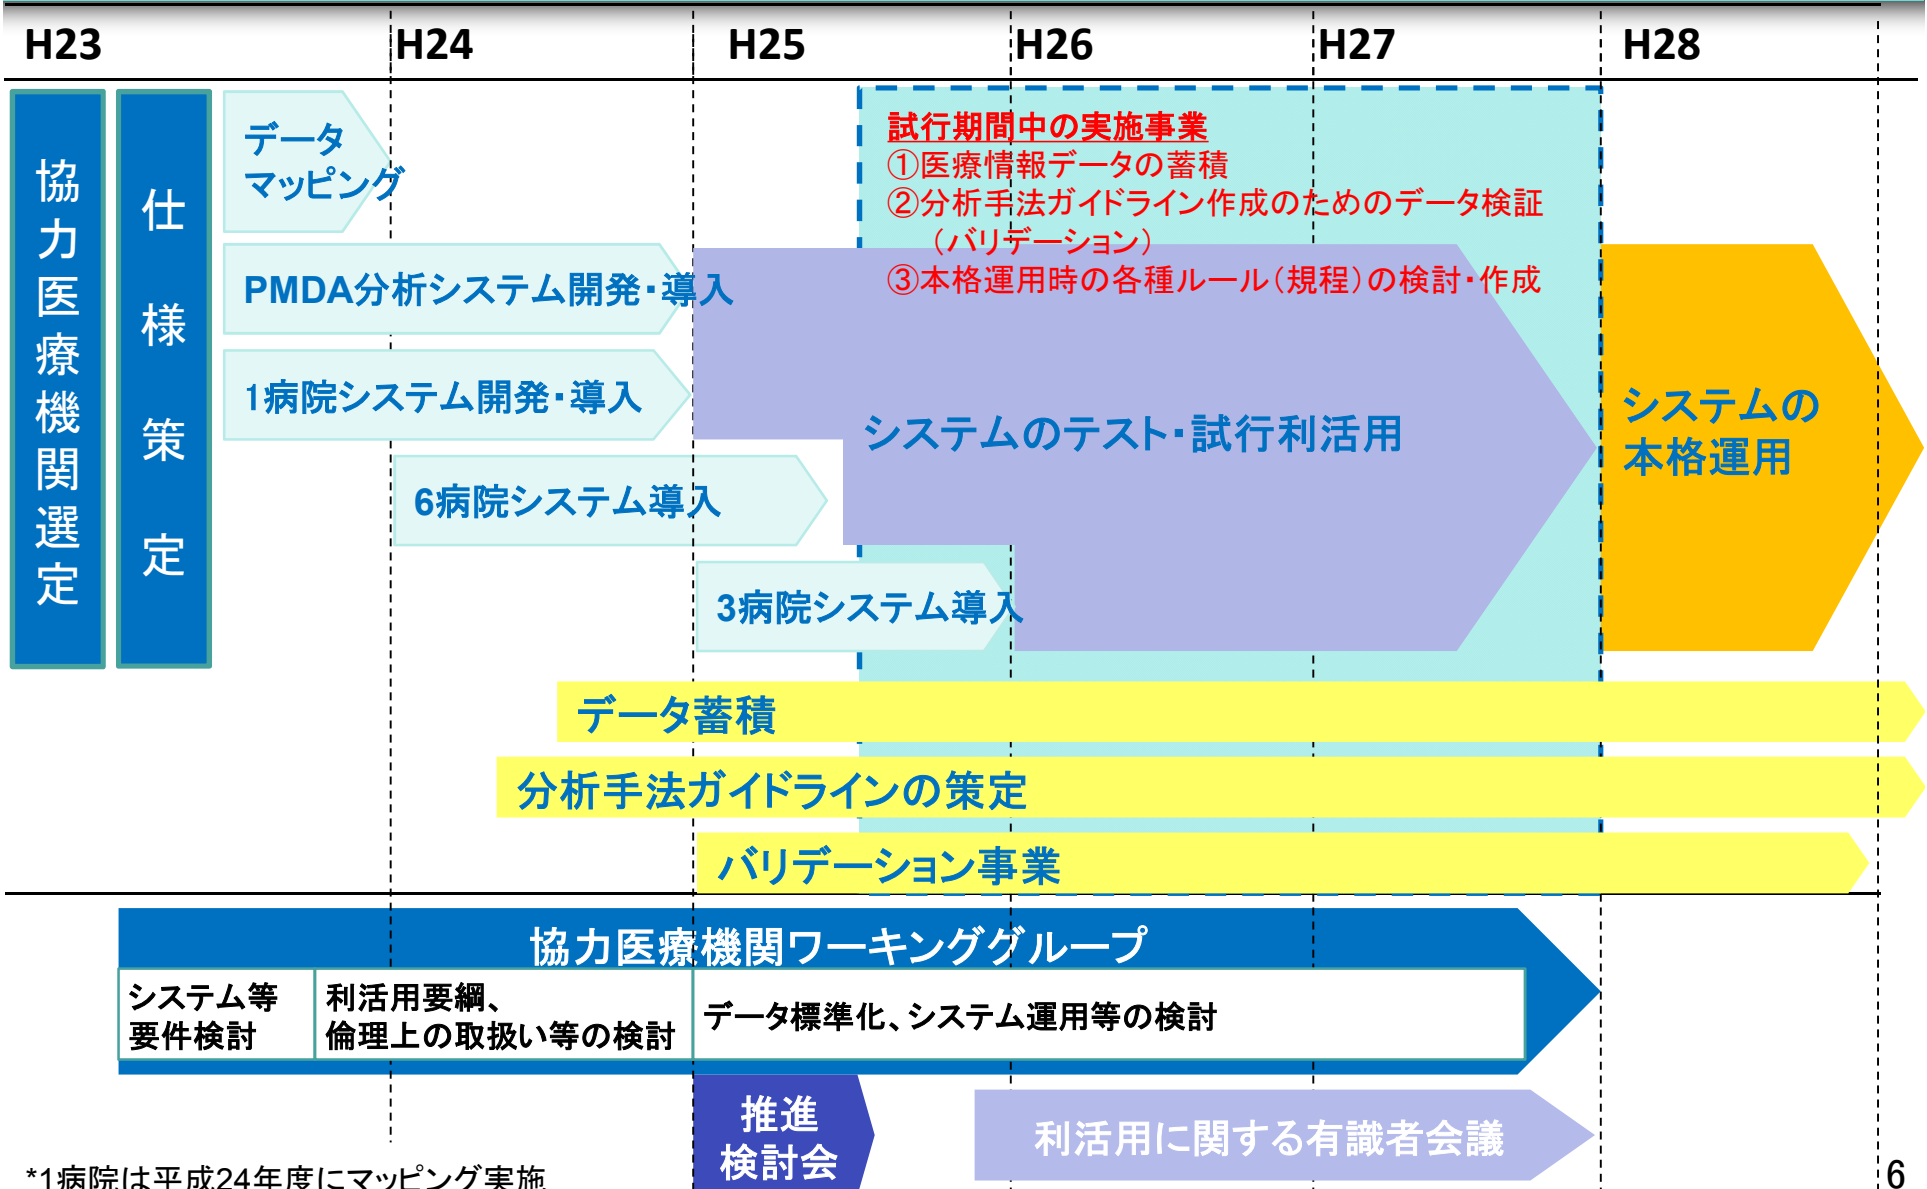 H23 H24 H25 H26 H27 H28
協力医療機関選定
仕様策定
データ
マッピング
試行期間中の実施事業
①医療情報データの蓄積
②分析手法ガイドライン作成のためのデータ検証
（バリデーション）
③本格運用時の各種ルール（規程）の検討・作成
PMDA分析システム開発・導入
1病院システム開発・導入
システムのテスト・試行利活用
システムの
本格運用
6病院システム導入
3病院システム導入
データ蓄積
分析手法ガイドラインの策定
バリデーション事業
協力医療機関ワーキンググループ
システム等
要件検討
利活用要綱、
倫理上の取扱い等の検討
データ標準化、システム運用等の検討
推進
検討会
利活用に関する有識者会議
*1病院は平成24年度にマッピング実施
6